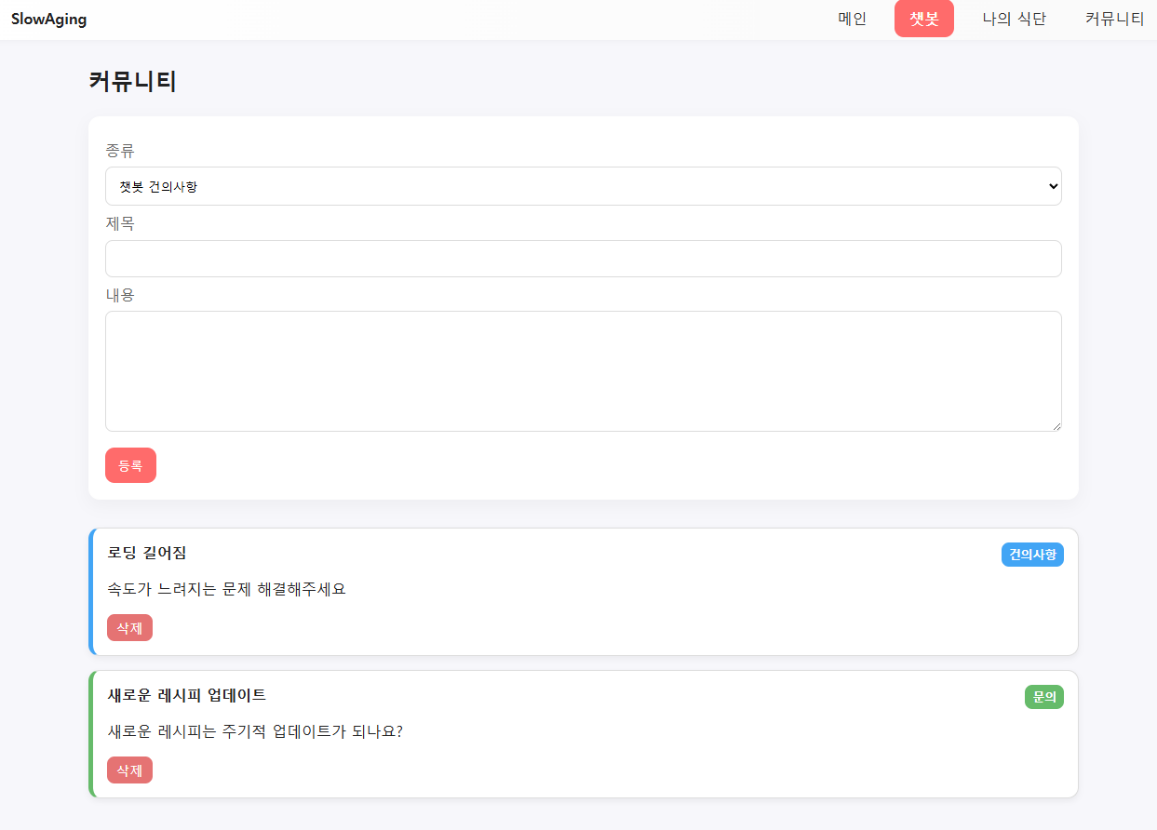 SlowAging 메인 챗봇 나의 식단 커뮤니티
커뮤니티
종류
챗봇 건의사항
제목
내용
등록
로딩 길어짐 건의사항
속도가 느려지는 문제 해결해주세요
삭제
새로운 레시피 업데이트 문의
새로운 레시피는 주기적 업데이트가 되나요?
삭제